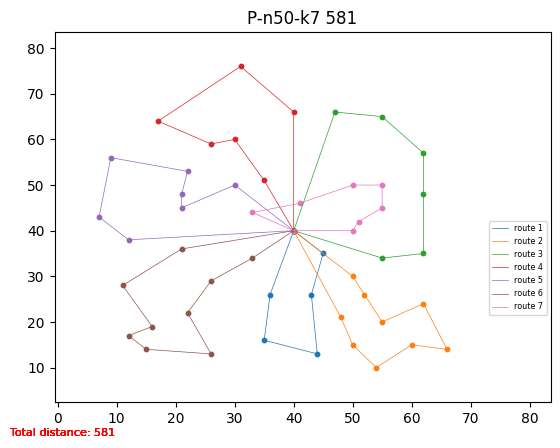 P-n50-k7 581
80
70
60
50
40
30
20
10
0 10 20 30 40 50 60 70 80
route 1
route 2
route 3
route 4
route 5
route 6
route 7
Total distance: 581